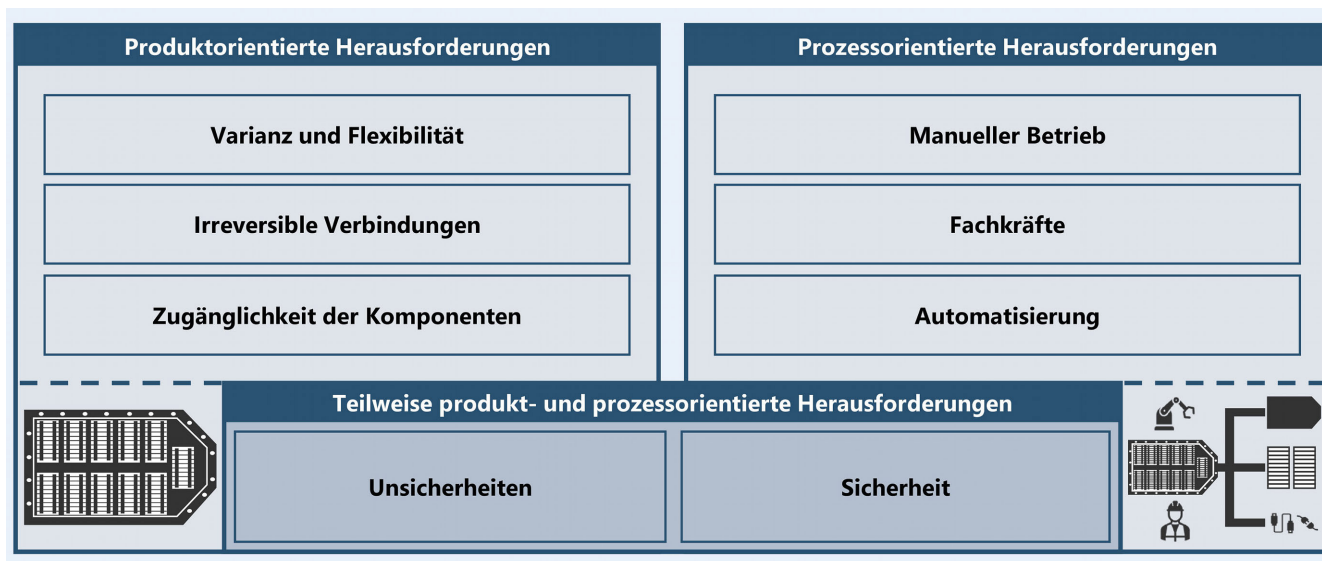 Produktorientierte Herausforderungen
Varianz und Flexibilität
Irreversible Verbindungen
Zugänglichkeit der Komponenten
Prozessorientierte Herausforderungen
Manueller Betrieb
Fachkräfte
Automatisierung
Teilweise produkt- und prozessorientierte Herausforderungen
Unsicherheiten
Sicherheit